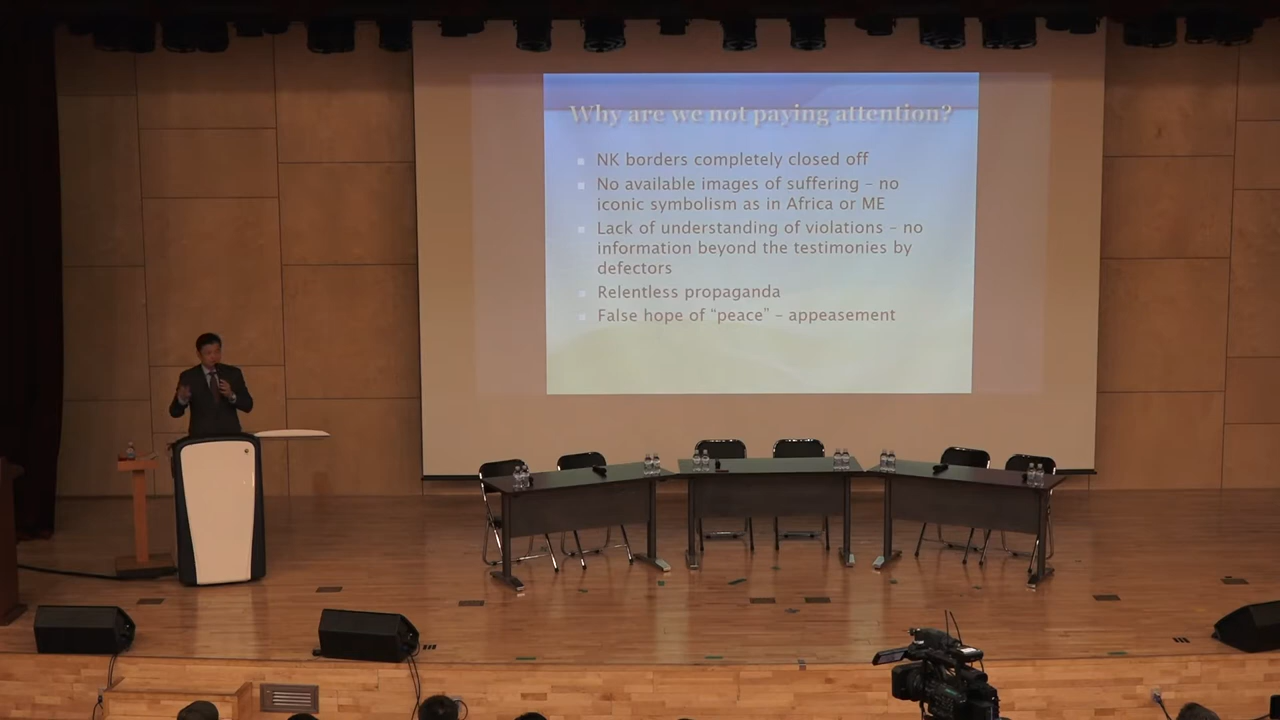 Why are we not paying attention?
NK borders completely closed off
No available images of suffering – no
iconic symbolism as in Africa or ME
Lack of understanding of violations – no
information beyond the testimonies by
defectors
Relentless propaganda
False hope of “peace” – appeasement